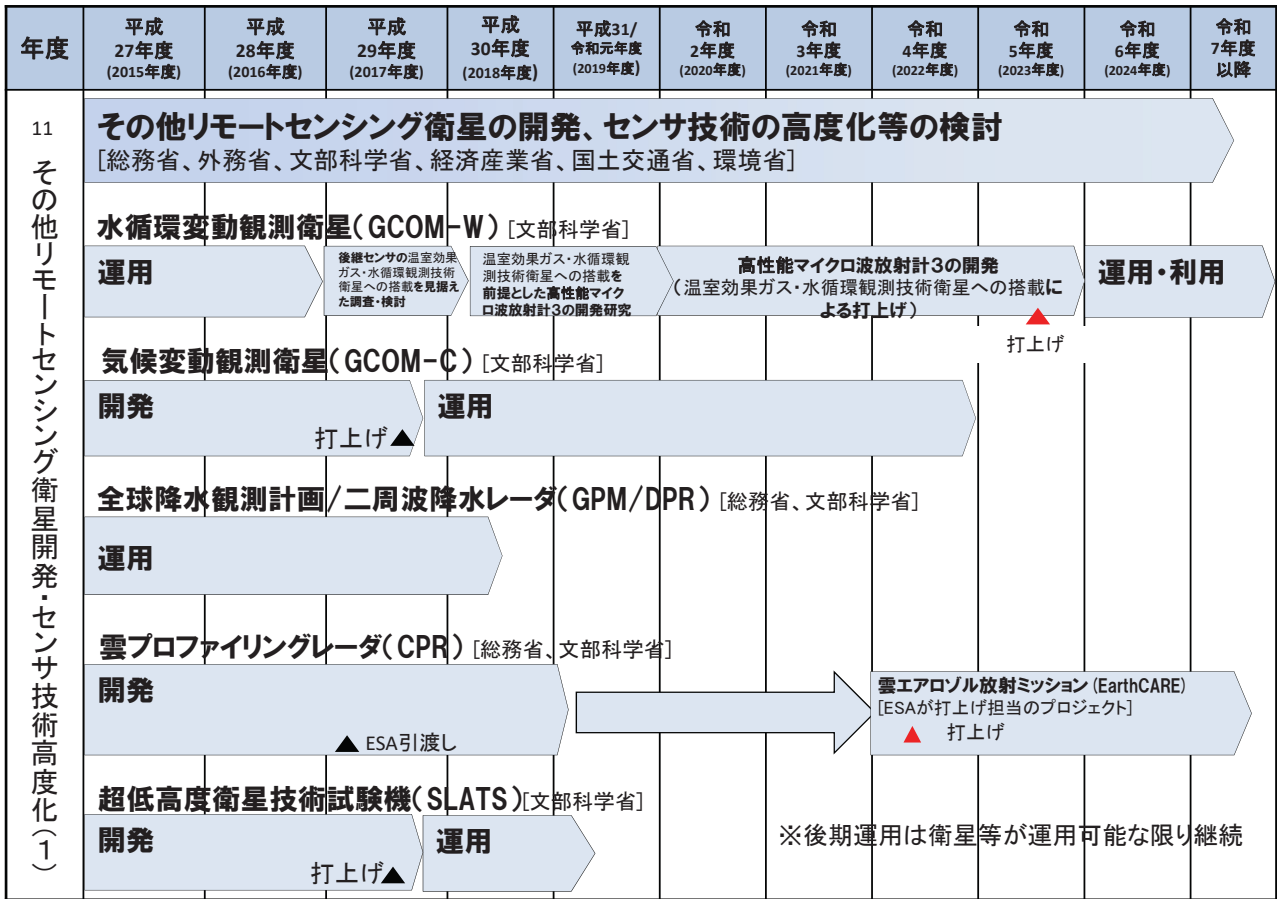 年度
平成
27年度
(2015年度)
平成
28年度
(2016年度)
平成
29年度
(2017年度)
平成
30年度
(2018年度)
平成31/
令和元年度
(2019年度)
令和
2年度
(2020年度)
令和
3年度
(2021年度)
令和
4年度
(2022年度)
令和
5年度
(2023年度)
令和
6年度
(2024年度)
令和
7年度
以降
11
その他リモートセンシング衛星開発・センサ技術高度化(1)
その他リモートセンシング衛星の開発、センサ技術の高度化等の検討
[総務省、外務省、文部科学省、経済産業省、国土交通省、環境省]
水循環変動観測衛星(GCOM-W) [文部科学省]
運用
後継センサの温室効果
ガス・水循環観測技術
衛星への搭載を見据え
た調査・検討
温室効果ガス・水循環観
測技術衛星への搭載を
前提とした高性能マイク
ロ波放射計3の開発研究
高性能マイクロ波放射計3の開発
(温室効果ガス・水循環観測技術衛星への搭載に
よる打上げ)
運用・利用
▲
打上げ
気候変動観測衛星(GCOM-C) [文部科学省]
開発
打上げ▲
運用
全球降水観測計画/二周波降水レーダ(GPM/DPR) [総務省、文部科学省]
運用
雲プロファイリングレーダ(CPR) [総務省、文部科学省]
開発
▲ ESA引渡し
雲エアロゾル放射ミッション(EarthCARE)
[ESAが打上げ担当のプロジェクト]
▲ 打上げ
超低高度衛星技術試験機(SLATS)[文部科学省]
開発
打上げ▲
運用
※後期運用は衛星等が運用可能な限り継続